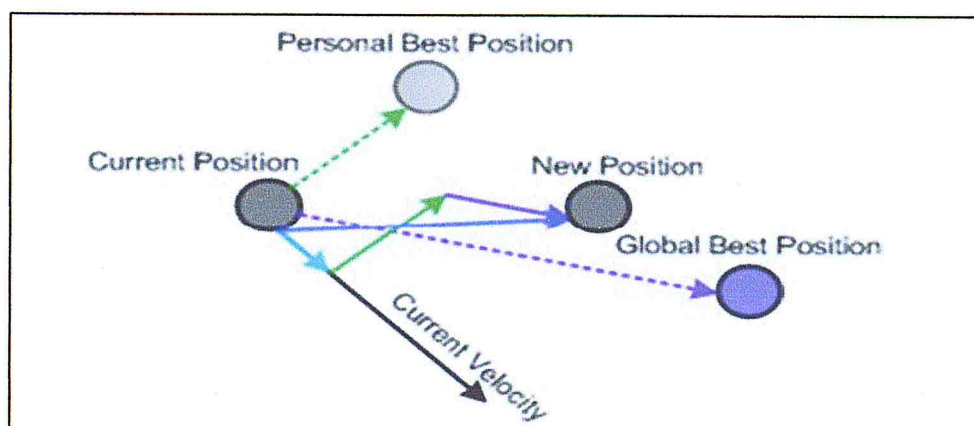 Personal Best Position
Current Position
New Position
Global Best Position
Current Velocity